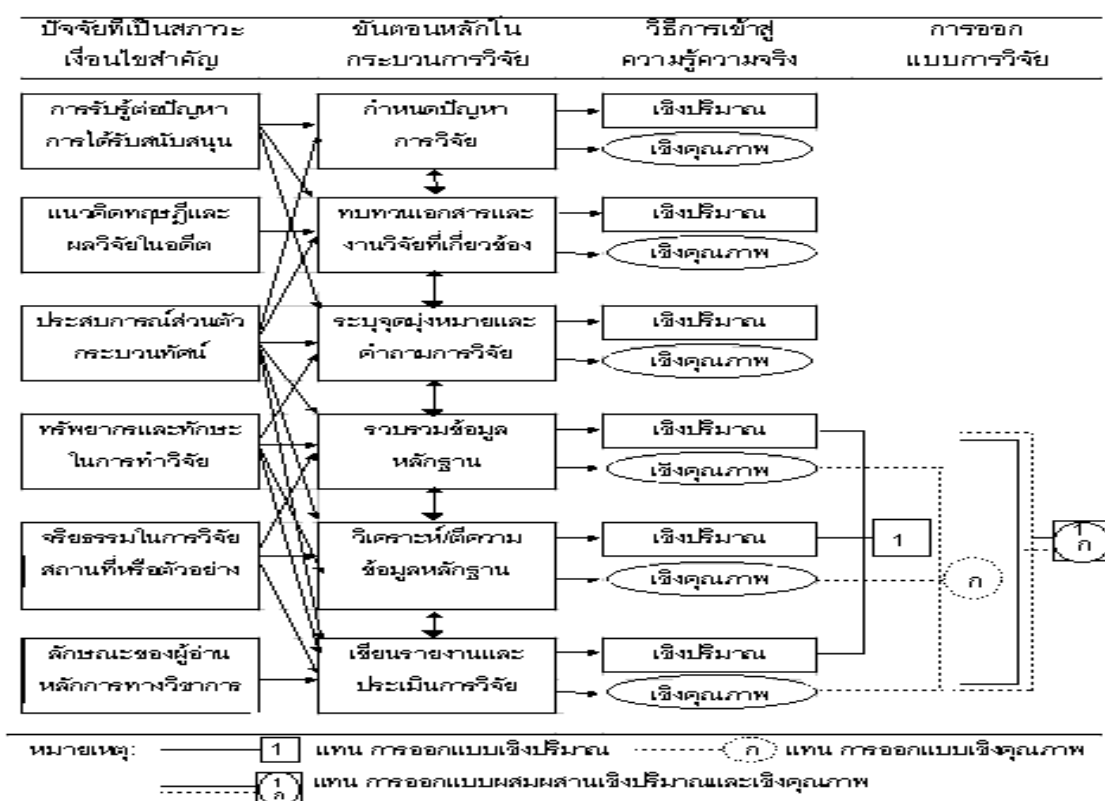 ปัจจัยที่เป็นสภาวะ
เงื่อนไขสำคัญ
ขั้นตอนหลักใน
กระบวนการวิจัย
วิธีการเข้าสู่
ความรู้ความจริง
การออก
แบบการวิจัย
การรับรู้ต่อปัญหา
การได้รับสนับสนุน
กำหนดปัญหา
การวิจัย
เชิงปริมาณ
เชิงคุณภาพ
แนวคิดทฤษฎีและ
ผลวิจัยในอดีต
ทบทวนเอกสารและ
งานวิจัยที่เกี่ยวข้อง
เชิงปริมาณ
เชิงคุณภาพ
ประสบการณ์ส่วนตัว
กระบวนทัศน์
ระบุจุดมุ่งหมายและ
คำถามการวิจัย
เชิงปริมาณ
เชิงคุณภาพ
ทรัพยากรและทักษะ
ในการทำวิจัย
รวบรวมข้อมูล
หลักฐาน
เชิงปริมาณ
เชิงคุณภาพ
จริยธรรมในการวิจัย
สถานที่หรือตัวอย่าง
วิเคราะห์/ตีความ
ข้อมูลหลักฐาน
เชิงปริมาณ
เชิงคุณภาพ
1
ก
1
ก
ลักษณะของผู้อ่าน
หลักการทางวิชาการ
เขียนรายงานและ
ประเมินการวิจัย
เชิงปริมาณ
เชิงคุณภาพ
หมายเหตุ: 1 แทน การออกแบบเชิงปริมาณ ก แทน การออกแบบเชิงคุณภาพ
1
ก แทน การออกแบบผสมผสานเชิงปริมาณและเชิงคุณภาพ